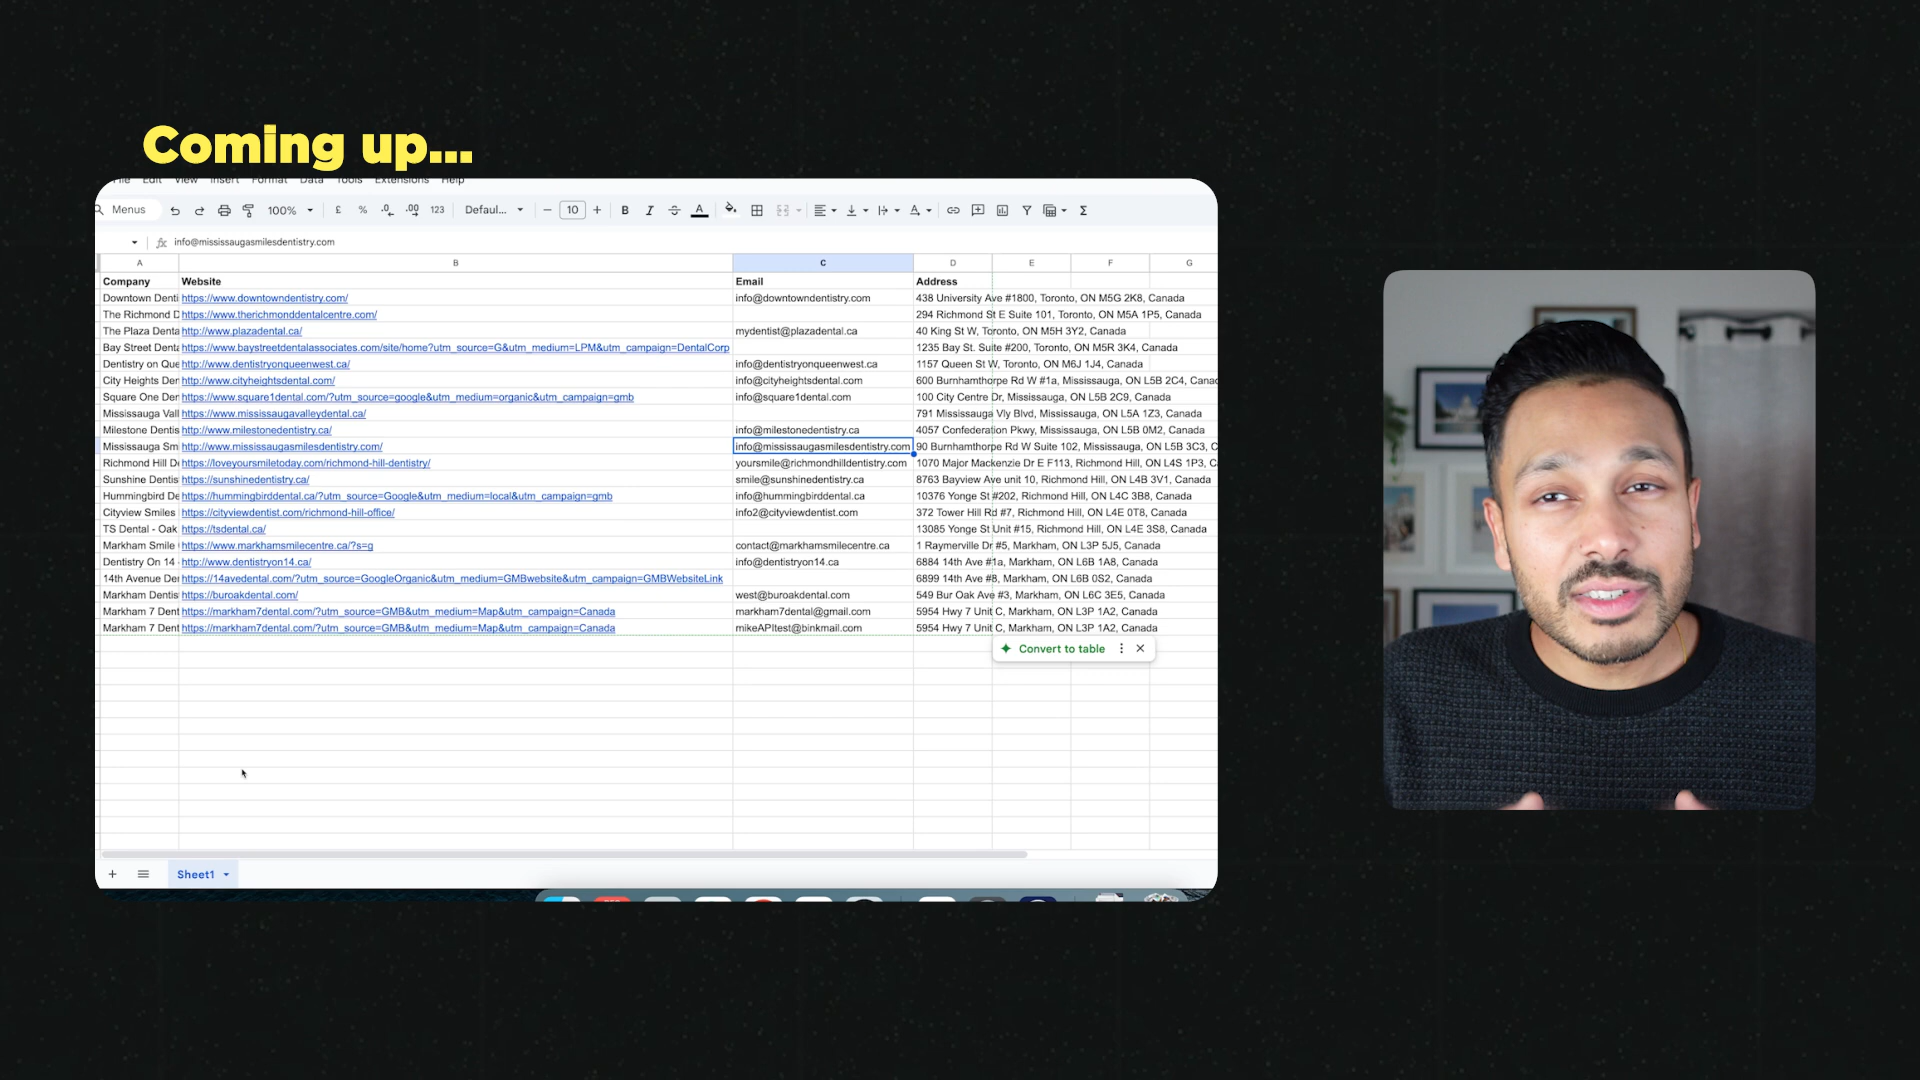 Coming up...
File Edit View Insert Format Data Tools Extensions Help
Menus 100% £ % .0 .00 123 Defaul... − 10 + B I A Σ
fx info@mississaugasmilesdentistry.com
A B C D E F G
Company Website Email Address
Downtown Denti https://www.downtowndentistry.com/ info@downtowndentistry.com 438 University Ave #1800, Toronto, ON M5G 2K8, Canada
The Richmond D https://www.therichmonddentalcentre.com/ 294 Richmond St E Suite 101, Toronto, ON M5A 1P5, Canada
The Plaza Denta http://www.plazadental.ca/ mydentist@plazadental.ca 40 King St W, Toronto, ON M5H 3Y2, Canada
Bay Street Denta https://www.baystreetdentalassociates.com/site/home?utm_source=G&utm_medium=LPM&utm_campaign=DentalCorp 1235 Bay St. Suite #200, Toronto, ON M5R 3K4, Canada
Dentistry on Que http://www.dentistryonqueenwest.ca/ info@dentistryonqueenwest.ca 1157 Queen St W, Toronto, ON M6J 1J4, Canada
City Heights Den http://www.cityheightsdental.com/ info@cityheightsdental.com 600 Burnhamthorpe Rd W #1a, Mississauga, ON L5B 2C4, Canad
Square One Den https://www.square1dental.com/?utm_source=google&utm_medium=organic&utm_campaign=gmb info@square1dental.com 100 City Centre Dr, Mississauga, ON L5B 2C9, Canada
Mississauga Vall https://www.mississaugavalleydental.ca/ 791 Mississauga Vly Blvd, Mississauga, ON L5A 1Z3, Canada
Milestone Dentis http://www.milestonedentistry.ca/ info@milestonedentistry.ca 4057 Confederation Pkwy, Mississauga, ON L5B 0M2, Canada
Mississauga Sm http://www.mississaugasmilesdentistry.com/ info@mississaugasmilesdentistry.com 90 Burnhamthorpe Rd W Suite 102, Mississauga, ON L5B 3C3, C
Richmond Hill De https://loveyoursmiletoday.com/richmond-hill-dentistry/ yoursmile@richmondhilldentistry.com 1070 Major Mackenzie Dr E F113, Richmond Hill, ON L4S 1P3, C
Sunshine Dentis https://sunshinedentistry.ca/ smile@sunshinedentistry.ca 8763 Bayview Ave unit 10, Richmond Hill, ON L4B 3V1, Canada
Hummingbird De https://hummingbirddental.ca/?utm_source=Google&utm_medium=local&utm_campaign=gmb info@hummingbirddental.ca 10376 Yonge St #202, Richmond Hill, ON L4C 3B8, Canada
Cityview Smiles https://cityviewdentist.com/richmond-hill-office/ info2@cityviewdentist.com 372 Tower Hill Rd #7, Richmond Hill, ON L4E 0T8, Canada
TS Dental - Oak https://tsdental.ca/ 13085 Yonge St Unit #15, Richmond Hill, ON L4E 3S8, Canada
Markham Smile https://www.markhamsmilecentre.ca/?s=g contact@markhamsmilecentre.ca 1 Raymerville Dr #5, Markham, ON L3P 5J5, Canada
Dentistry On 14 http://www.dentistryon14.ca/ info@dentistryon14.ca 6884 14th Ave #1a, Markham, ON L6B 1A8, Canada
14th Avenue Den https://14avedental.com/?utm_source=GoogleOrganic&utm_medium=GMBwebsite&utm_campaign=GMBWebsiteLink 6899 14th Ave #8, Markham, ON L6B 0S2, Canada
Markham Dentis https://buroakdental.com/ west@buroakdental.com 549 Bur Oak Ave #3, Markham, ON L6C 3E5, Canada
Markham 7 Dent https://markham7dental.com/?utm_source=GMB&utm_medium=Map&utm_campaign=Canada markham7dental@gmail.com 5954 Hwy 7 Unit C, Markham, ON L3P 1A2, Canada
Markham 7 Dent https://markham7dental.com/?utm_source=GMB&utm_medium=Map&utm_campaign=Canada mikeAPItest@binkmail.com 5954 Hwy 7 Unit C, Markham, ON L3P 1A2, Canada
Convert to table
Sheet1